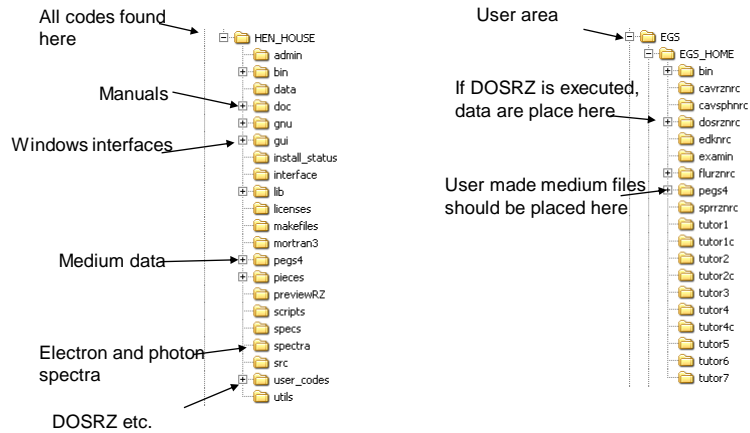 All codes found
here
HEN_HOUSE
admin
bin
data
Manuals
doc
gnu
Windows interfaces
gui
install_status
interface
lib
licenses
makefiles
mortran3
Medium data
pegs4
pieces
previewRZ
scripts
specs
Electron and photon
spectra
spectra
src
user_codes
utils
DOSRZ etc.
User area
EGS
EGS_HOME
bin
cavrznrc
cavsphnrc
If DOSRZ is executed,
data are place here
dosrznrc
edknrc
examin
flurznrc
User made medium files
should be placed here
pegs4
sprrznrc
tutor1
tutor1c
tutor2
tutor2c
tutor3
tutor4
tutor4c
tutor5
tutor6
tutor7